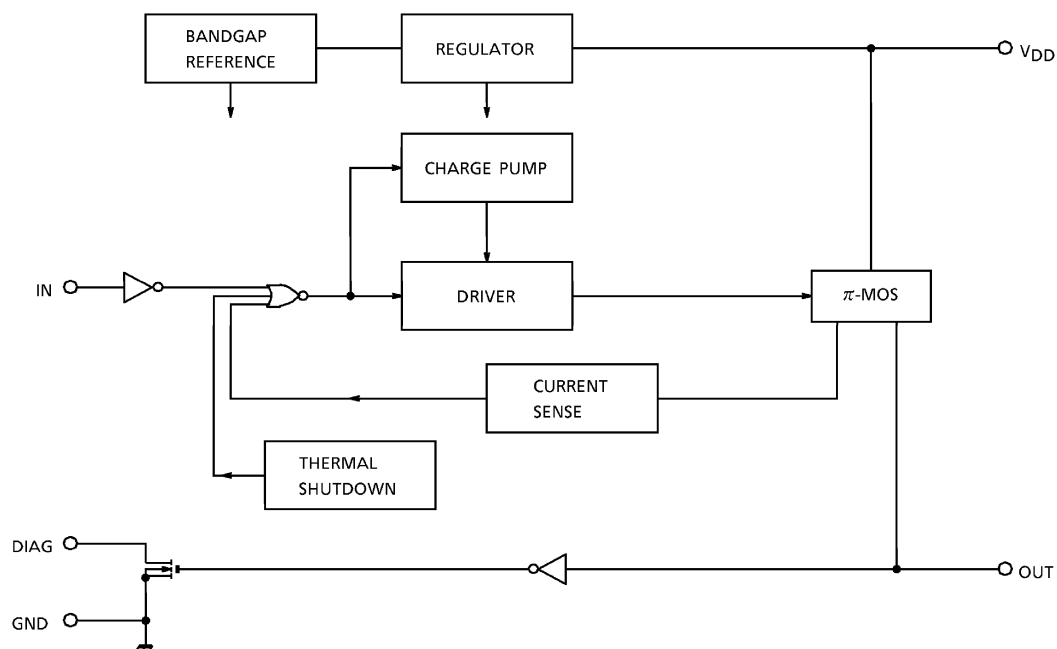 BANDGAP
REFERENCE
REGULATOR
VDD
CHARGE PUMP
IN
DRIVER
π-MOS
CURRENT
SENSE
THERMAL
SHUTDOWN
DIAG
OUT
GND